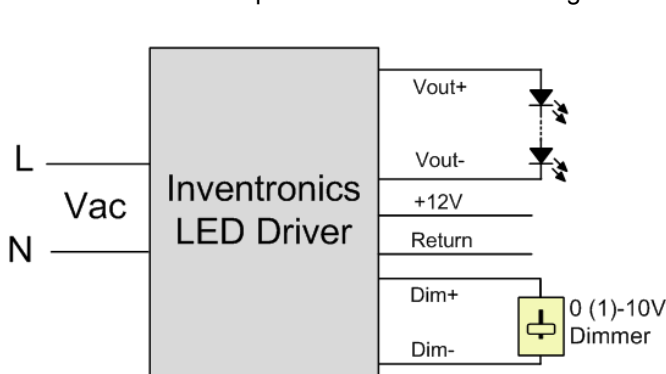 L
Vac
N
Inventronics
LED Driver
Vout+
Vout-
+12V
Return
Dim+
Dim-
0 (1)-10V
Dimmer